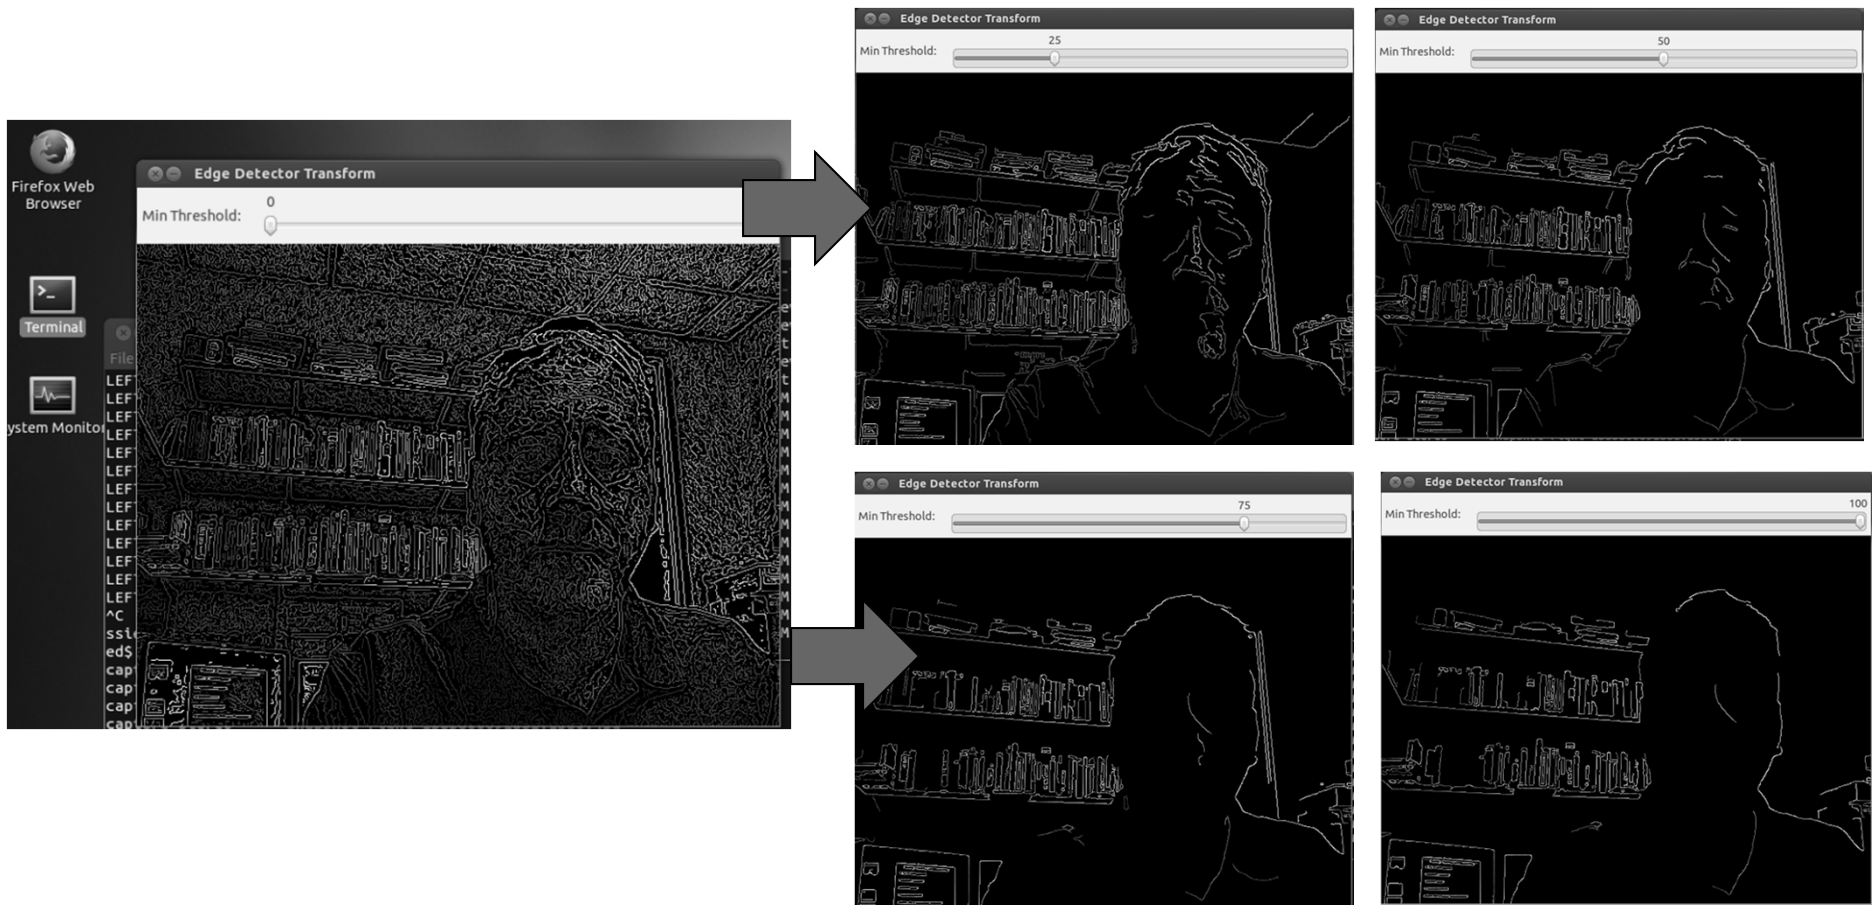 Firefox Web
Browser
Terminal
ystem Monitor
Edge Detector Transform
0
Min Threshold:
File
LEF
LEF
LEF
LEF
LEF
LEF
LEF
LEF
LEF
LEF
LEF
LEF
LEF
^C
ssi
ed$
cap
cap
cap
cap
Edge Detector Transform
25
Min Threshold:
Edge Detector Transform
50
Min Threshold:
Edge Detector Transform
75
Min Threshold:
Edge Detector Transform
100
Min Threshold: